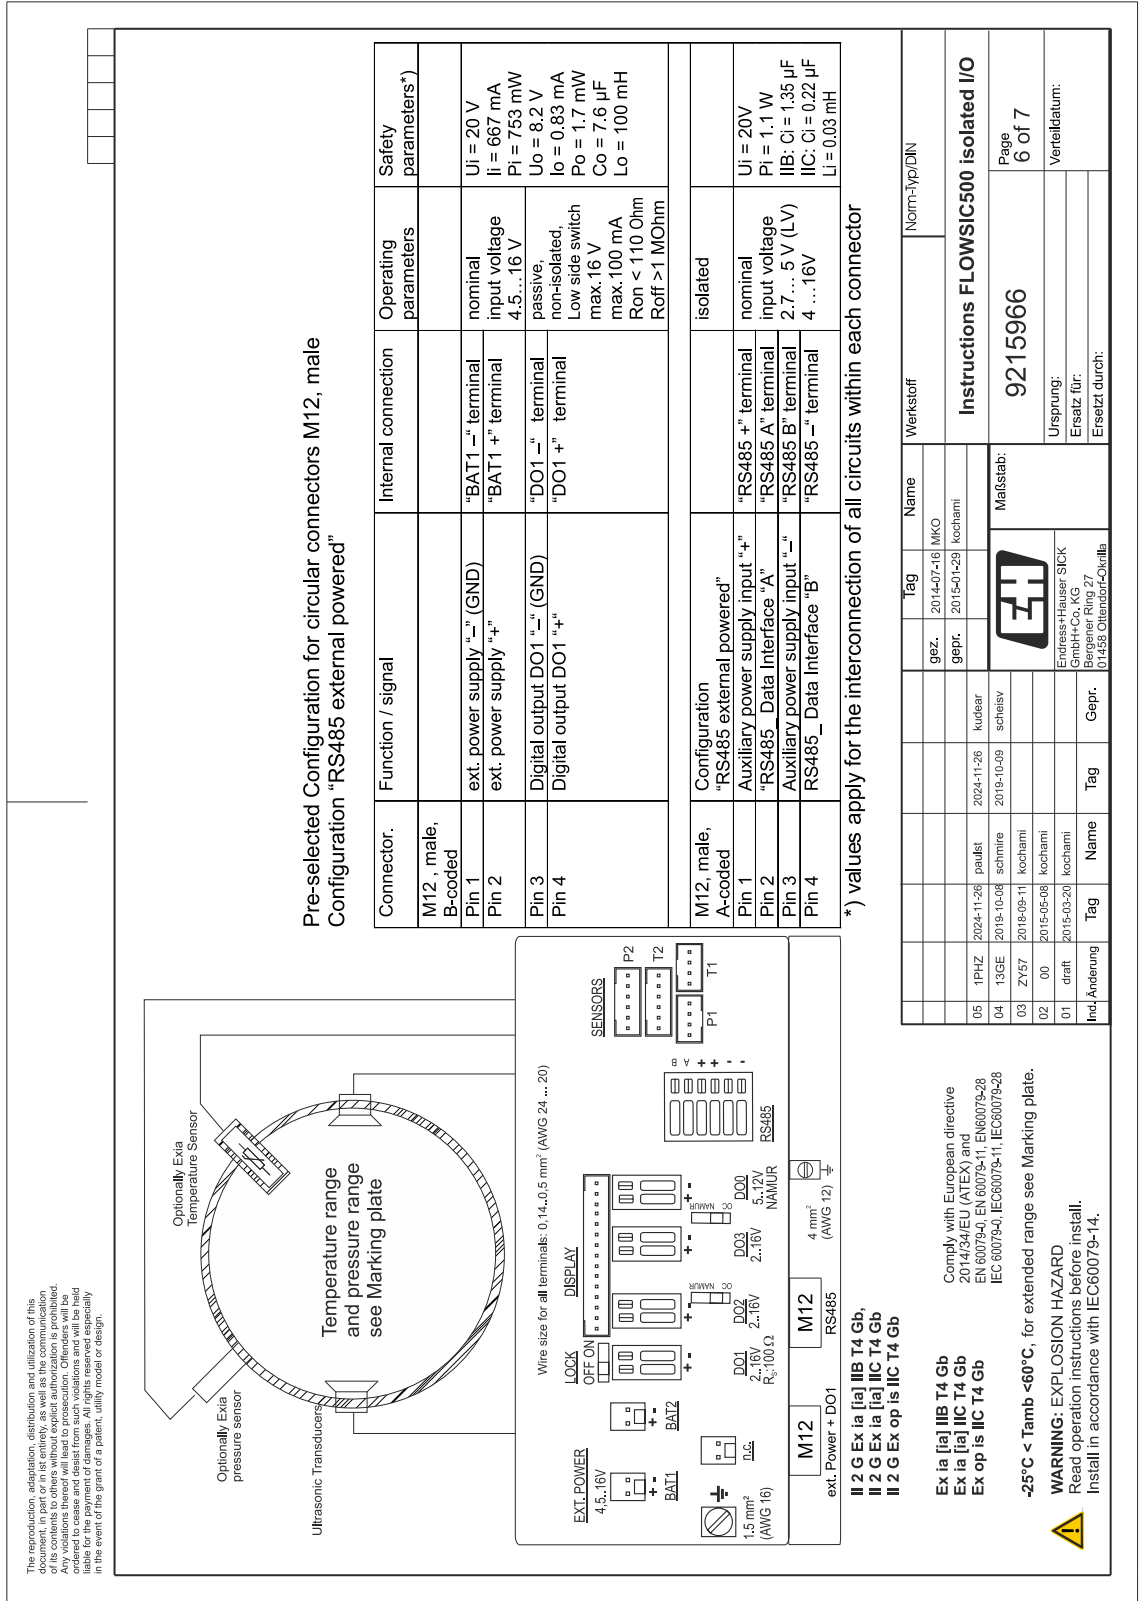 The reproduction, adaptation, distribution and utilization of this
document, in part or in ist entirety, as well as the communication
of its contents to others without explicit authorization is prohibited.
Any violations thereof will lead to prosecution. Offenders will be
ordered to cease and desist from such violations and will be held
liable for the payment of damages. All rights reserved especially
in the event of the grant of a patent, utility model or design.
Optionally Exia
pressure sensor
Optionally Exia
Temperature Sensor
Ultrasonic Transducers
Temperature range
and pressure range
see Marking plate
Wire size for all terminals: 0,14..0,5 mm² (AWG 24 ... 20)
EXT. POWER
4,5..16V
+ -
BAT1
+ -
BAT2
LOCK
OFF ON
DISPLAY
SENSORS
P2
T2
P1
T1
+ -
DO1
2..16V
Rs:100 Ω
+ -
DO2
2..16V
OC NAMUR
+ -
DO3
2..16V
+ -
DO0
5..12V
NAMUR
OC NAMUR
B A + + - -
RS485
1.5 mm²
(AWG 16)
n.c.
M12
ext. Power + DO1
M12
RS485
4 mm²
(AWG 12)
II 2 G Ex ia [ia] IIB T4 Gb,
II 2 G Ex ia [ia] IIC T4 Gb
II 2 G Ex op is IIC T4 Gb
Ex ia [ia] IIB T4 Gb
Ex ia [ia] IIC T4 Gb
Ex op is IIC T4 Gb
Comply with European directive
2014/34/EU (ATEX) and
EN 60079-0, EN 60079-11, EN60079-28
IEC 60079-0, IEC60079-11, IEC60079-28
-25°C < Tamb <60°C, for extended range see Marking plate.
WARNING: EXPLOSION HAZARD
Read operation instructions before install.
Install in accordance with IEC60079-14.
Pre-selected Configuration for circular connectors M12, male
Configuration “RS485 external powered”
Connector. Function / signal Internal connection Operating parameters Safety parameters*)
M12 , male,
B-coded
Pin 1 ext. power supply “–” (GND) “BAT1 –“ terminal
Pin 2 ext. power supply “+” “BAT1 +” terminal
nominal
input voltage
4.5…16 V
Ui = 20 V
Ii = 667 mA
Pi = 753 mW
Pin 3 Digital output DO1 “–“ (GND) “DO1 –“ terminal
Pin 4 Digital output DO1 “+“ “DO1 +” terminal
passive,
non-isolated,
Low side switch
max.16 V
max.100 mA
Ron < 110 Ohm
Roff >1 MOhm
Uo = 8.2 V
Io = 0.83 mA
Po = 1.7 mW
Co = 7.6 µF
Lo = 100 mH
M12, male,
A-coded
Configuration
“RS485 external powered”
isolated
Pin 1 Auxiliary power supply input “+” “RS485 +” terminal
Pin 2 “RS485_ Data Interface “A” “RS485 A” terminal
Pin 3 Auxiliary power supply input “–“ “RS485 B” terminal
Pin 4 RS485_ Data Interface “B” “RS485 –“ terminal
nominal
input voltage
2.7… 5 V (LV)
4 …16V
Ui = 20V
Pi = 1.1 W
IIB: Ci = 1.35 µF
IIC: Ci = 0.22 µF
Li = 0.03 mH
*) values apply for the interconnection of all circuits within each connector
05 1PHZ 2024-11-26 paulst 2024-11-26 kudear
04 13GE 2019-10-08 schmire 2019-10-09 scheisv
03 ZY57 2018-09-11 kochami
02 00 2015-05-08 kochami
01 draft 2015-03-20 kochami
Ind. Änderung Tag Name Tag Gepr.
Tag Name
gez. 2014-07-16 MKO
gepr. 2015-01-29 kochami
EH
Endress+Hauser SICK
GmbH+Co. KG
Bergener Ring 27
01458 Ottendorf-Okrilla
Maßstab:
Werkstoff
Norm-Typ/DIN
Instructions FLOWSIC500 isolated I/O
9215966
Page
6 of 7
Ursprung:
Ersatz für:
Ersetzt durch:
Verteildatum: